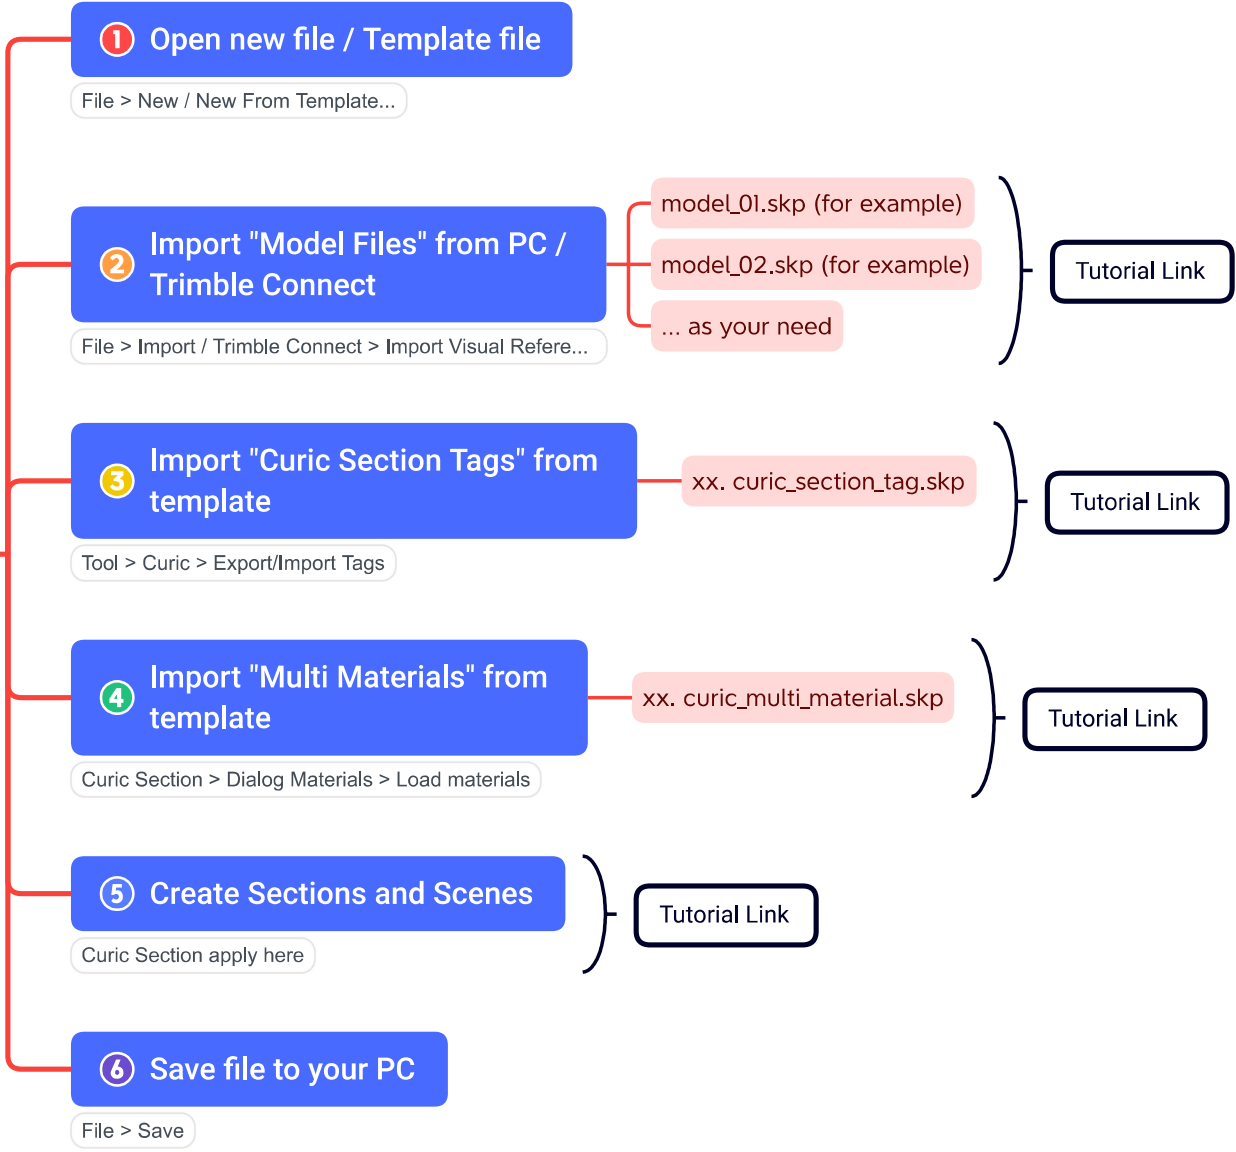 1 Open new file / Template file
File > New / New From Template...
2 Import "Model Files" from PC /
Trimble Connect
File > Import / Trimble Connect > Import Visual Refere...
model_01.skp (for example)
model_02.skp (for example)
... as your need
Tutorial Link
3 Import "Curic Section Tags" from
template
Tool > Curic > Export/Import Tags
xx. curic_section_tag.skp
Tutorial Link
4 Import "Multi Materials" from
template
Curic Section > Dialog Materials > Load materials
xx. curic_multi_material.skp
Tutorial Link
5 Create Sections and Scenes
Curic Section apply here
Tutorial Link
6 Save file to your PC
File > Save